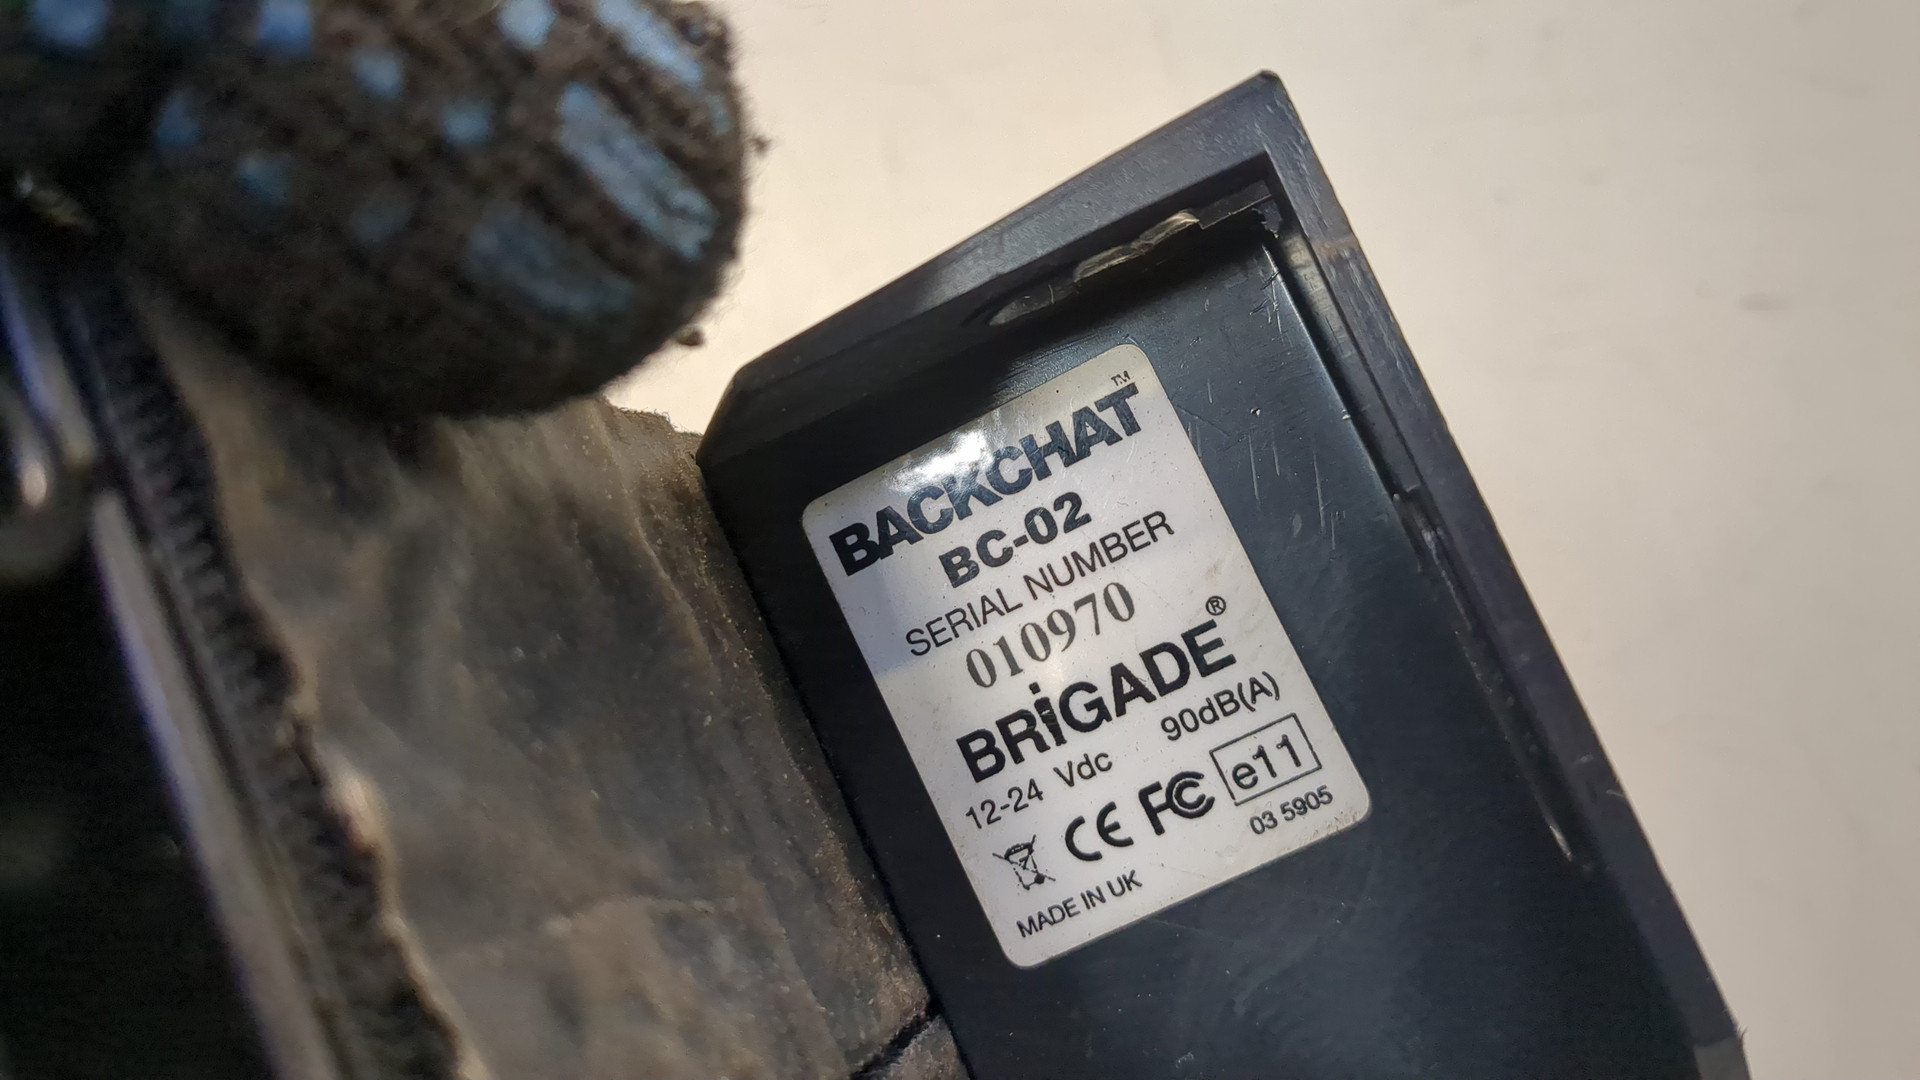 BACKCHAT™
BC-02
SERIAL NUMBER
010970
BRiGADE®
12-24 Vdc 90dB(A)
CE FC e11
03 5905
MADE IN UK